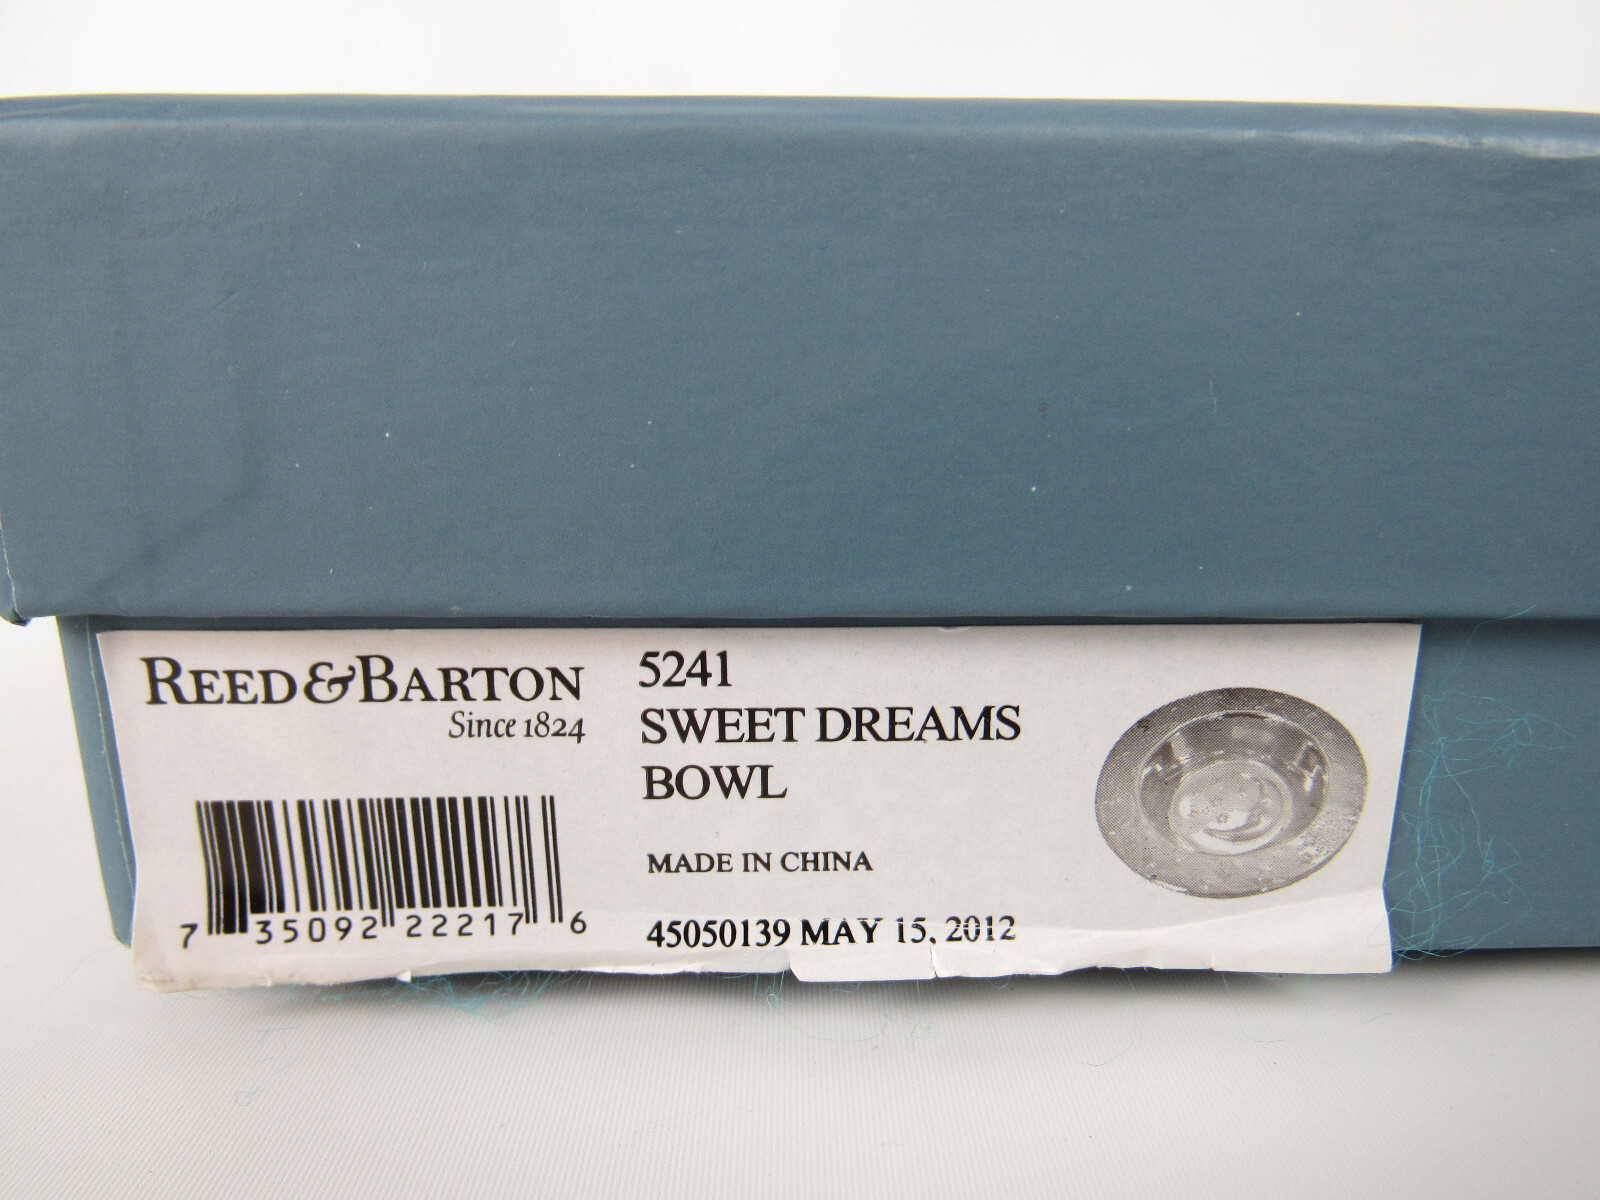 REED & BARTON
Since 1824
7 35092 22217 6
5241
SWEET DREAMS
BOWL
MADE IN CHINA
45050139 MAY 15, 2012